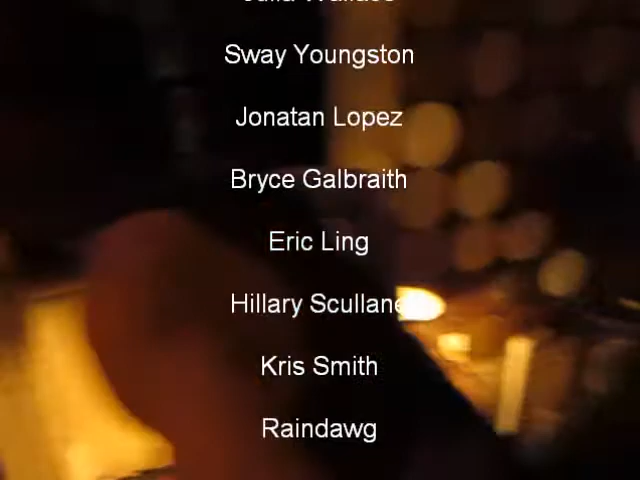 Sway Youngston
Jonatan Lopez
Bryce Galbraith
Eric Ling
Hillary Scullane
Kris Smith
Raindawg